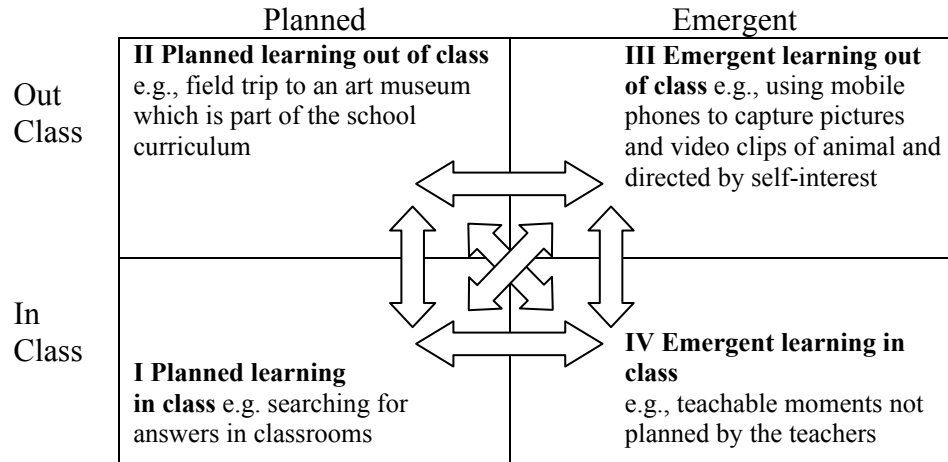 Planned
Emergent
Out
Class
II Planned learning out of class
e.g., field trip to an art museum
which is part of the school
curriculum
III Emergent learning out
of class e.g., using mobile
phones to capture pictures
and video clips of animal and
directed by self-interest
In
Class
I Planned learning
in class e.g. searching for
answers in classrooms
IV Emergent learning in
class
e.g., teachable moments not
planned by the teachers